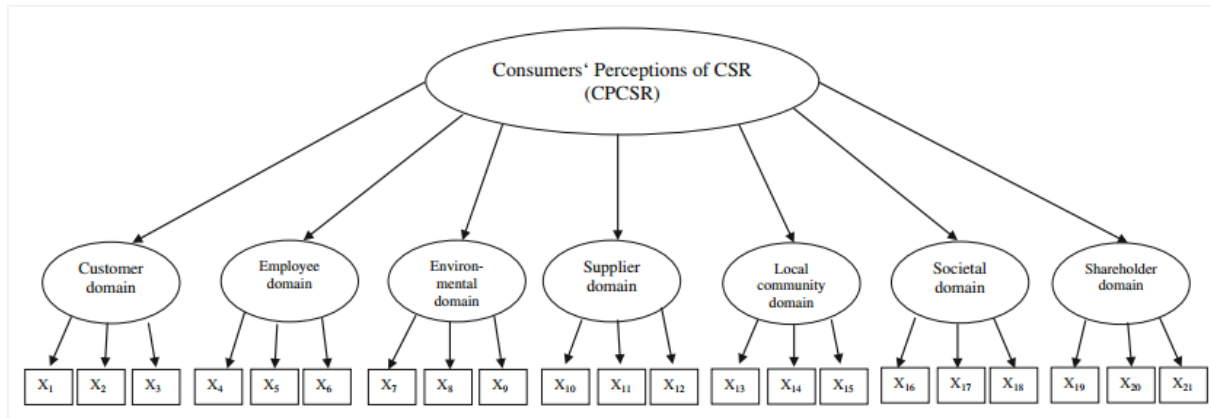 Consumers‘ Perceptions of CSR
(CPCSR)
Customer
domain
Employee
domain
Environ-
mental
domain
Supplier
domain
Local
community
domain
Societal
domain
Shareholder
domain
X₁ X₂ X₃ X₄ X₅ X₆ X₇ X₈ X₉ X₁₀ X₁₁ X₁₂ X₁₃ X₁₄ X₁₅ X₁₆ X₁₇ X₁₈ X₁₉ X₂₀ X₂₁